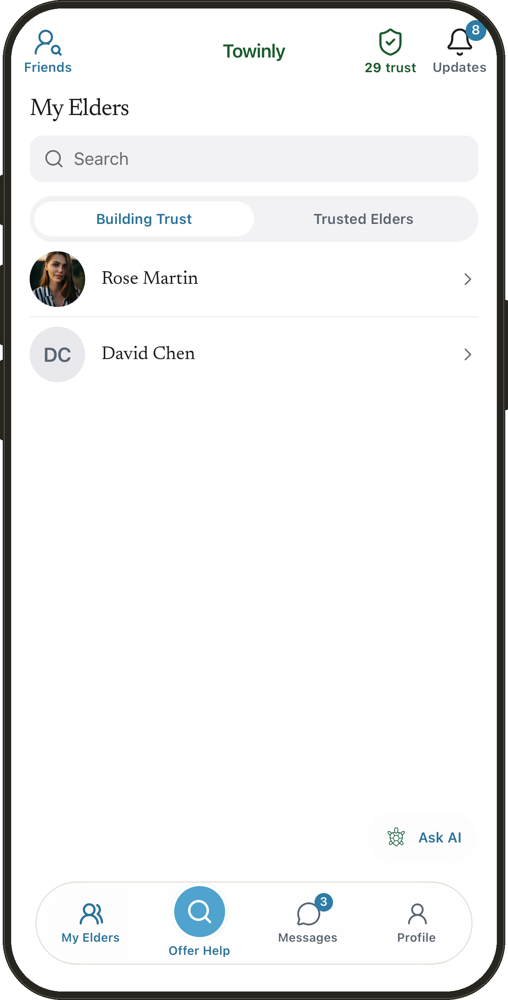 Friends
Towinly
29 trust
8
Updates
My Elders
Search
Building Trust
Trusted Elders
Rose Martin
DC
David Chen
Ask AI
My Elders
Offer Help
3
Messages
Profile